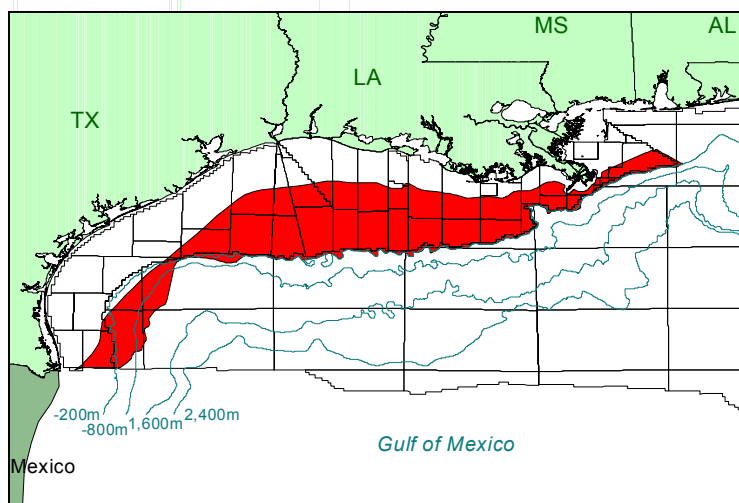 MS
AL
LA
TX
-200m
-800m
1,600m
2,400m
Gulf of Mexico
Mexico